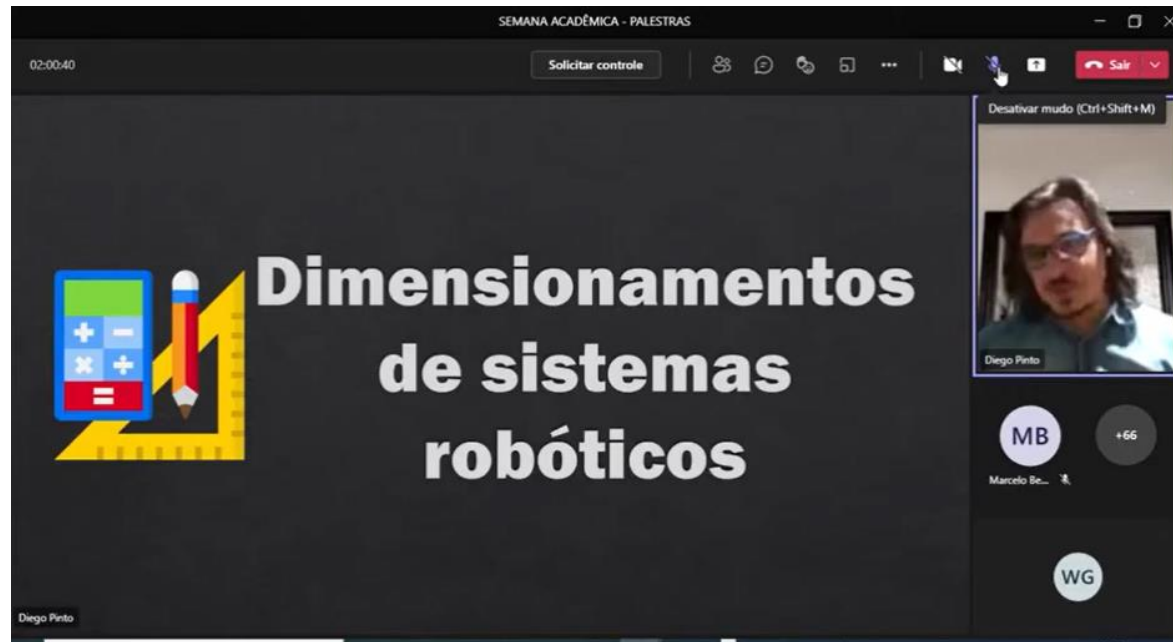 SEMANA ACADÊMICA - PALESTRAS
02:00:40
Solicitar controle
Sair
Desativar mudo (Ctrl+Shift+M)
Dimensionamentos
de sistemas
robóticos
Diego Pinto
MB
+66
Marcelo Be...
WG
Diego Pinto